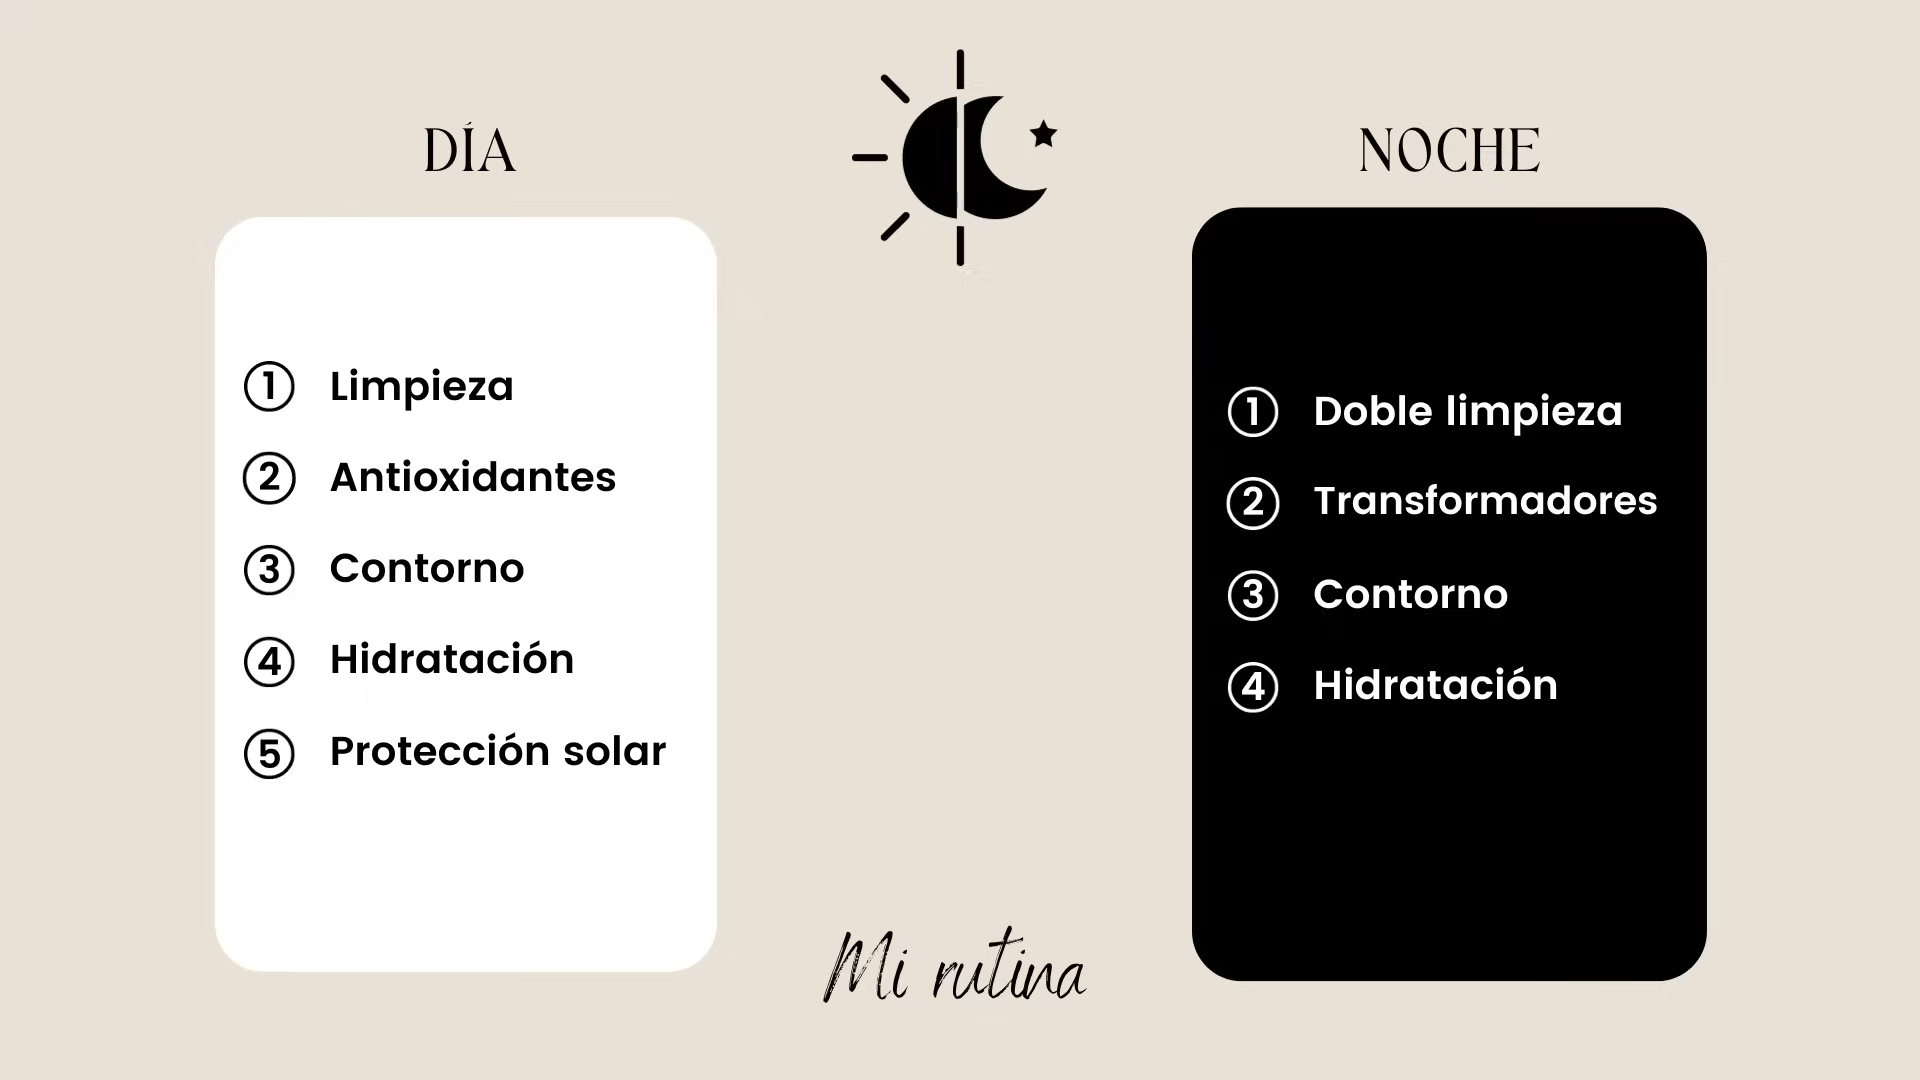 DÍA
1 Limpieza
2 Antioxidantes
3 Contorno
4 Hidratación
5 Protección solar
NOCHE
1 Doble limpieza
2 Transformadores
3 Contorno
4 Hidratación
Mi rutina